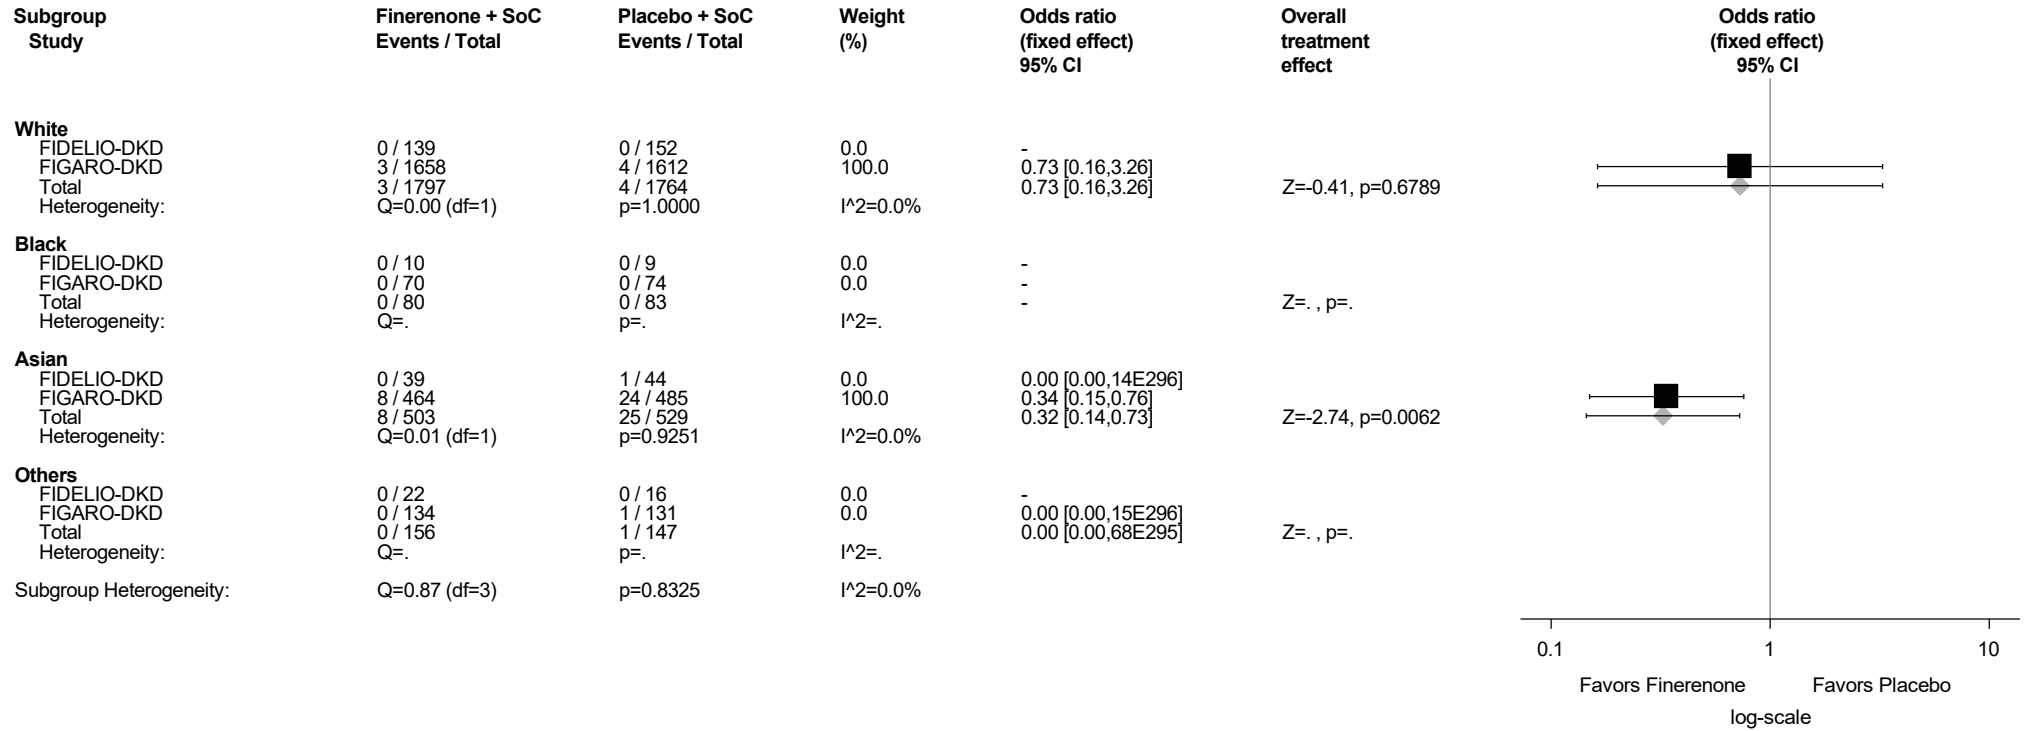 Subgroup Finerenone + SoC Placebo + SoC Weight Odds ratio Overall Odds ratio
Study Events / Total Events / Total (%) (fixed effect) treatment (fixed effect)
95% CI effect 95% CI
White
FIDELIO-DKD 0 / 139 0 / 152 0.0 -
FIGARO-DKD 3 / 1658 4 / 1612 100.0 0.73 [0.16,3.26]
Total 3 / 1797 4 / 1764 0.73 [0.16,3.26] Z=-0.41, p=0.6789
Heterogeneity: Q=0.00 (df=1) p=1.0000 I^2=0.0%
Black
FIDELIO-DKD 0 / 10 0 / 9 0.0 -
FIGARO-DKD 0 / 70 0 / 74 0.0 -
Total 0 / 80 0 / 83 - Z=. , p=.
Heterogeneity: Q=. p=. I^2=.
Asian
FIDELIO-DKD 0 / 39 1 / 44 0.0 0.00 [0.00,14E296]
FIGARO-DKD 8 / 464 24 / 485 100.0 0.34 [0.15,0.76]
Total 8 / 503 25 / 529 0.32 [0.14,0.73] Z=-2.74, p=0.0062
Heterogeneity: Q=0.01 (df=1) p=0.9251 I^2=0.0%
Others
FIDELIO-DKD 0 / 22 0 / 16 0.0 -
FIGARO-DKD 0 / 134 1 / 131 0.0 0.00 [0.00,15E296]
Total 0 / 156 1 / 147 0.00 [0.00,68E295] Z=. , p=.
Heterogeneity: Q=. p=. I^2=.
Subgroup Heterogeneity: Q=0.87 (df=3) p=0.8325 I^2=0.0%
0.1 1 10
Favors Finerenone Favors Placebo
log-scale